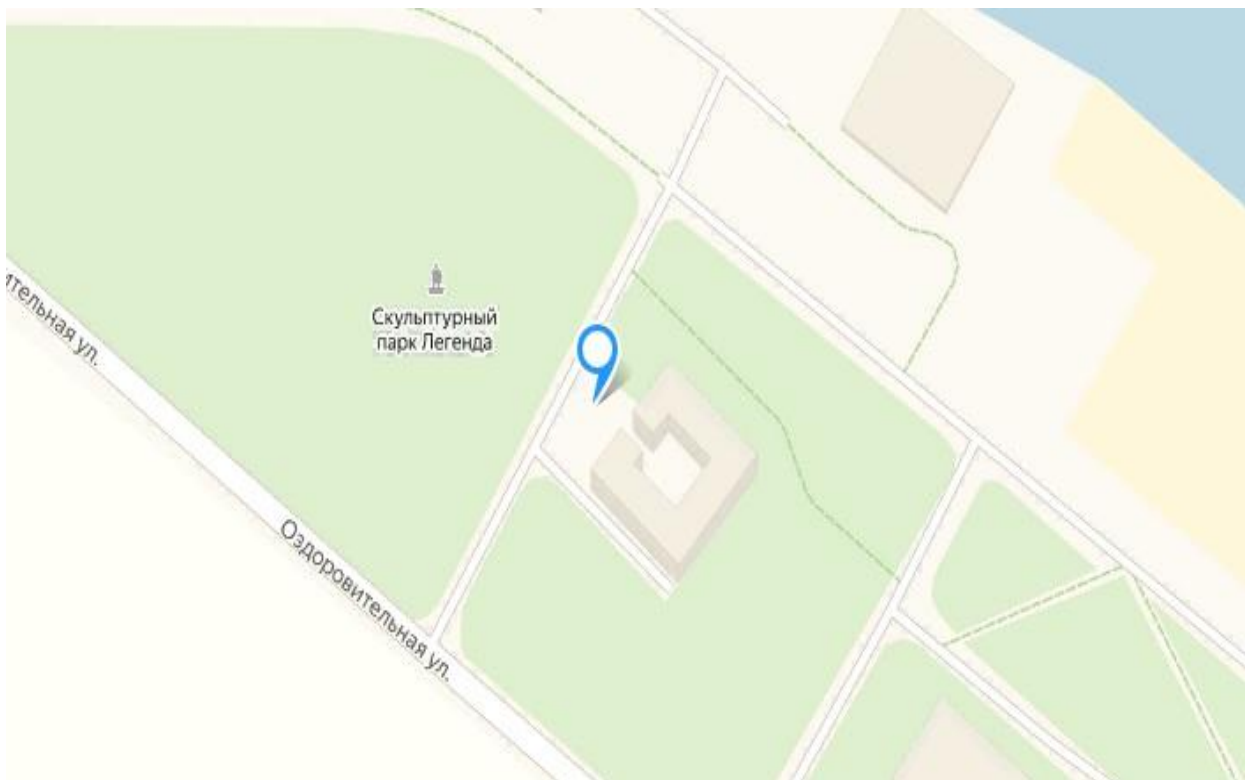 Скульптурный
парк Легенда
ительная ул.
Оздоровительная ул.